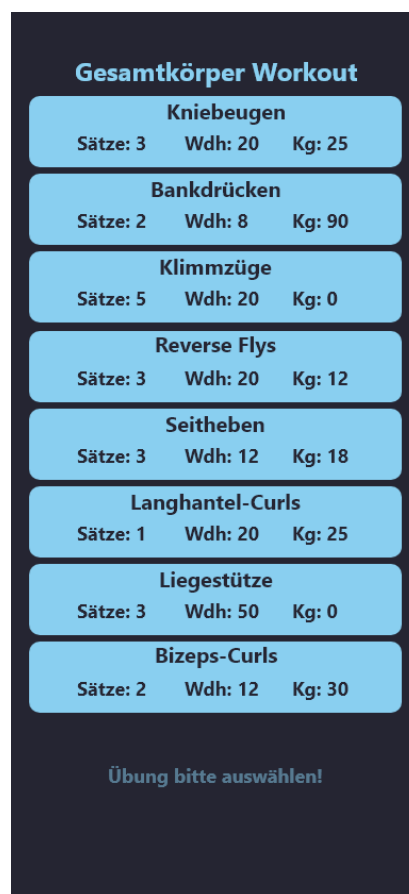 Gesamtkörper Workout
Kniebeugen
Sätze: 3 Wdh: 20 Kg: 25
Bankdrücken
Sätze: 2 Wdh: 8 Kg: 90
Klimmzüge
Sätze: 5 Wdh: 20 Kg: 0
Reverse Flys
Sätze: 3 Wdh: 20 Kg: 12
Seitheben
Sätze: 3 Wdh: 12 Kg: 18
Langhantel-Curls
Sätze: 1 Wdh: 20 Kg: 25
Liegestütze
Sätze: 3 Wdh: 50 Kg: 0
Bizeps-Curls
Sätze: 2 Wdh: 12 Kg: 30
Übung bitte auswählen!